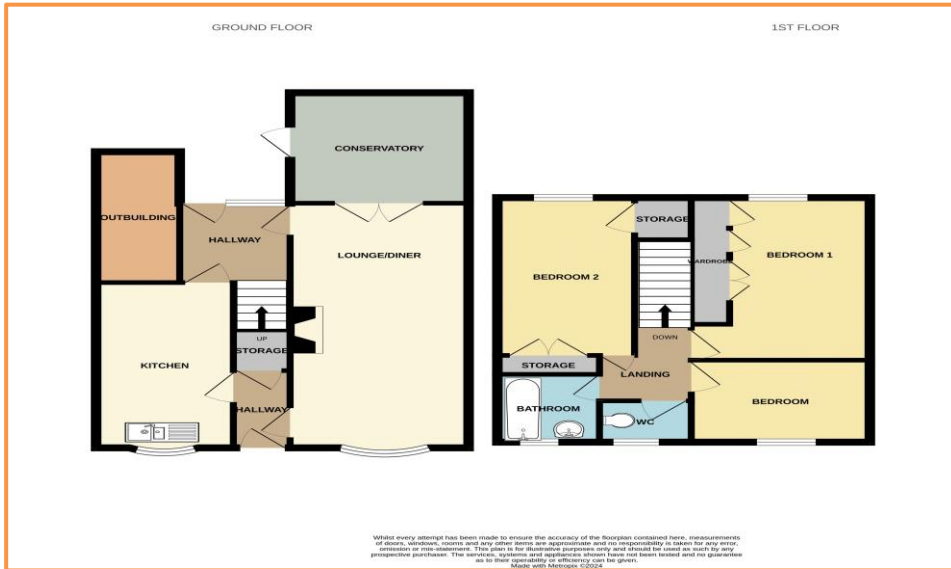 GROUND FLOOR
1ST FLOOR
CONSERVATORY
OUTBUILDING
HALLWAY
LOUNGE/DINER
UP
STORAGE
KITCHEN
HALLWAY
STORAGE
WARDROBE
BEDROOM 1
BEDROOM 2
DOWN
STORAGE
LANDING
BATHROOM
WC
BEDROOM
Whilst every attempt has been made to ensure the accuracy of the floorplan contained here, measurements
of doors, windows, rooms and any other items are approximate and no responsibility is taken for any error,
omission or mis-statement. This plan is for illustrative purposes only and should be used as such by any
prospective purchaser. The services, systems and appliances shown have not been tested and no guarantee
as to their operability or efficiency can be given.
Made with Metropix ©2024